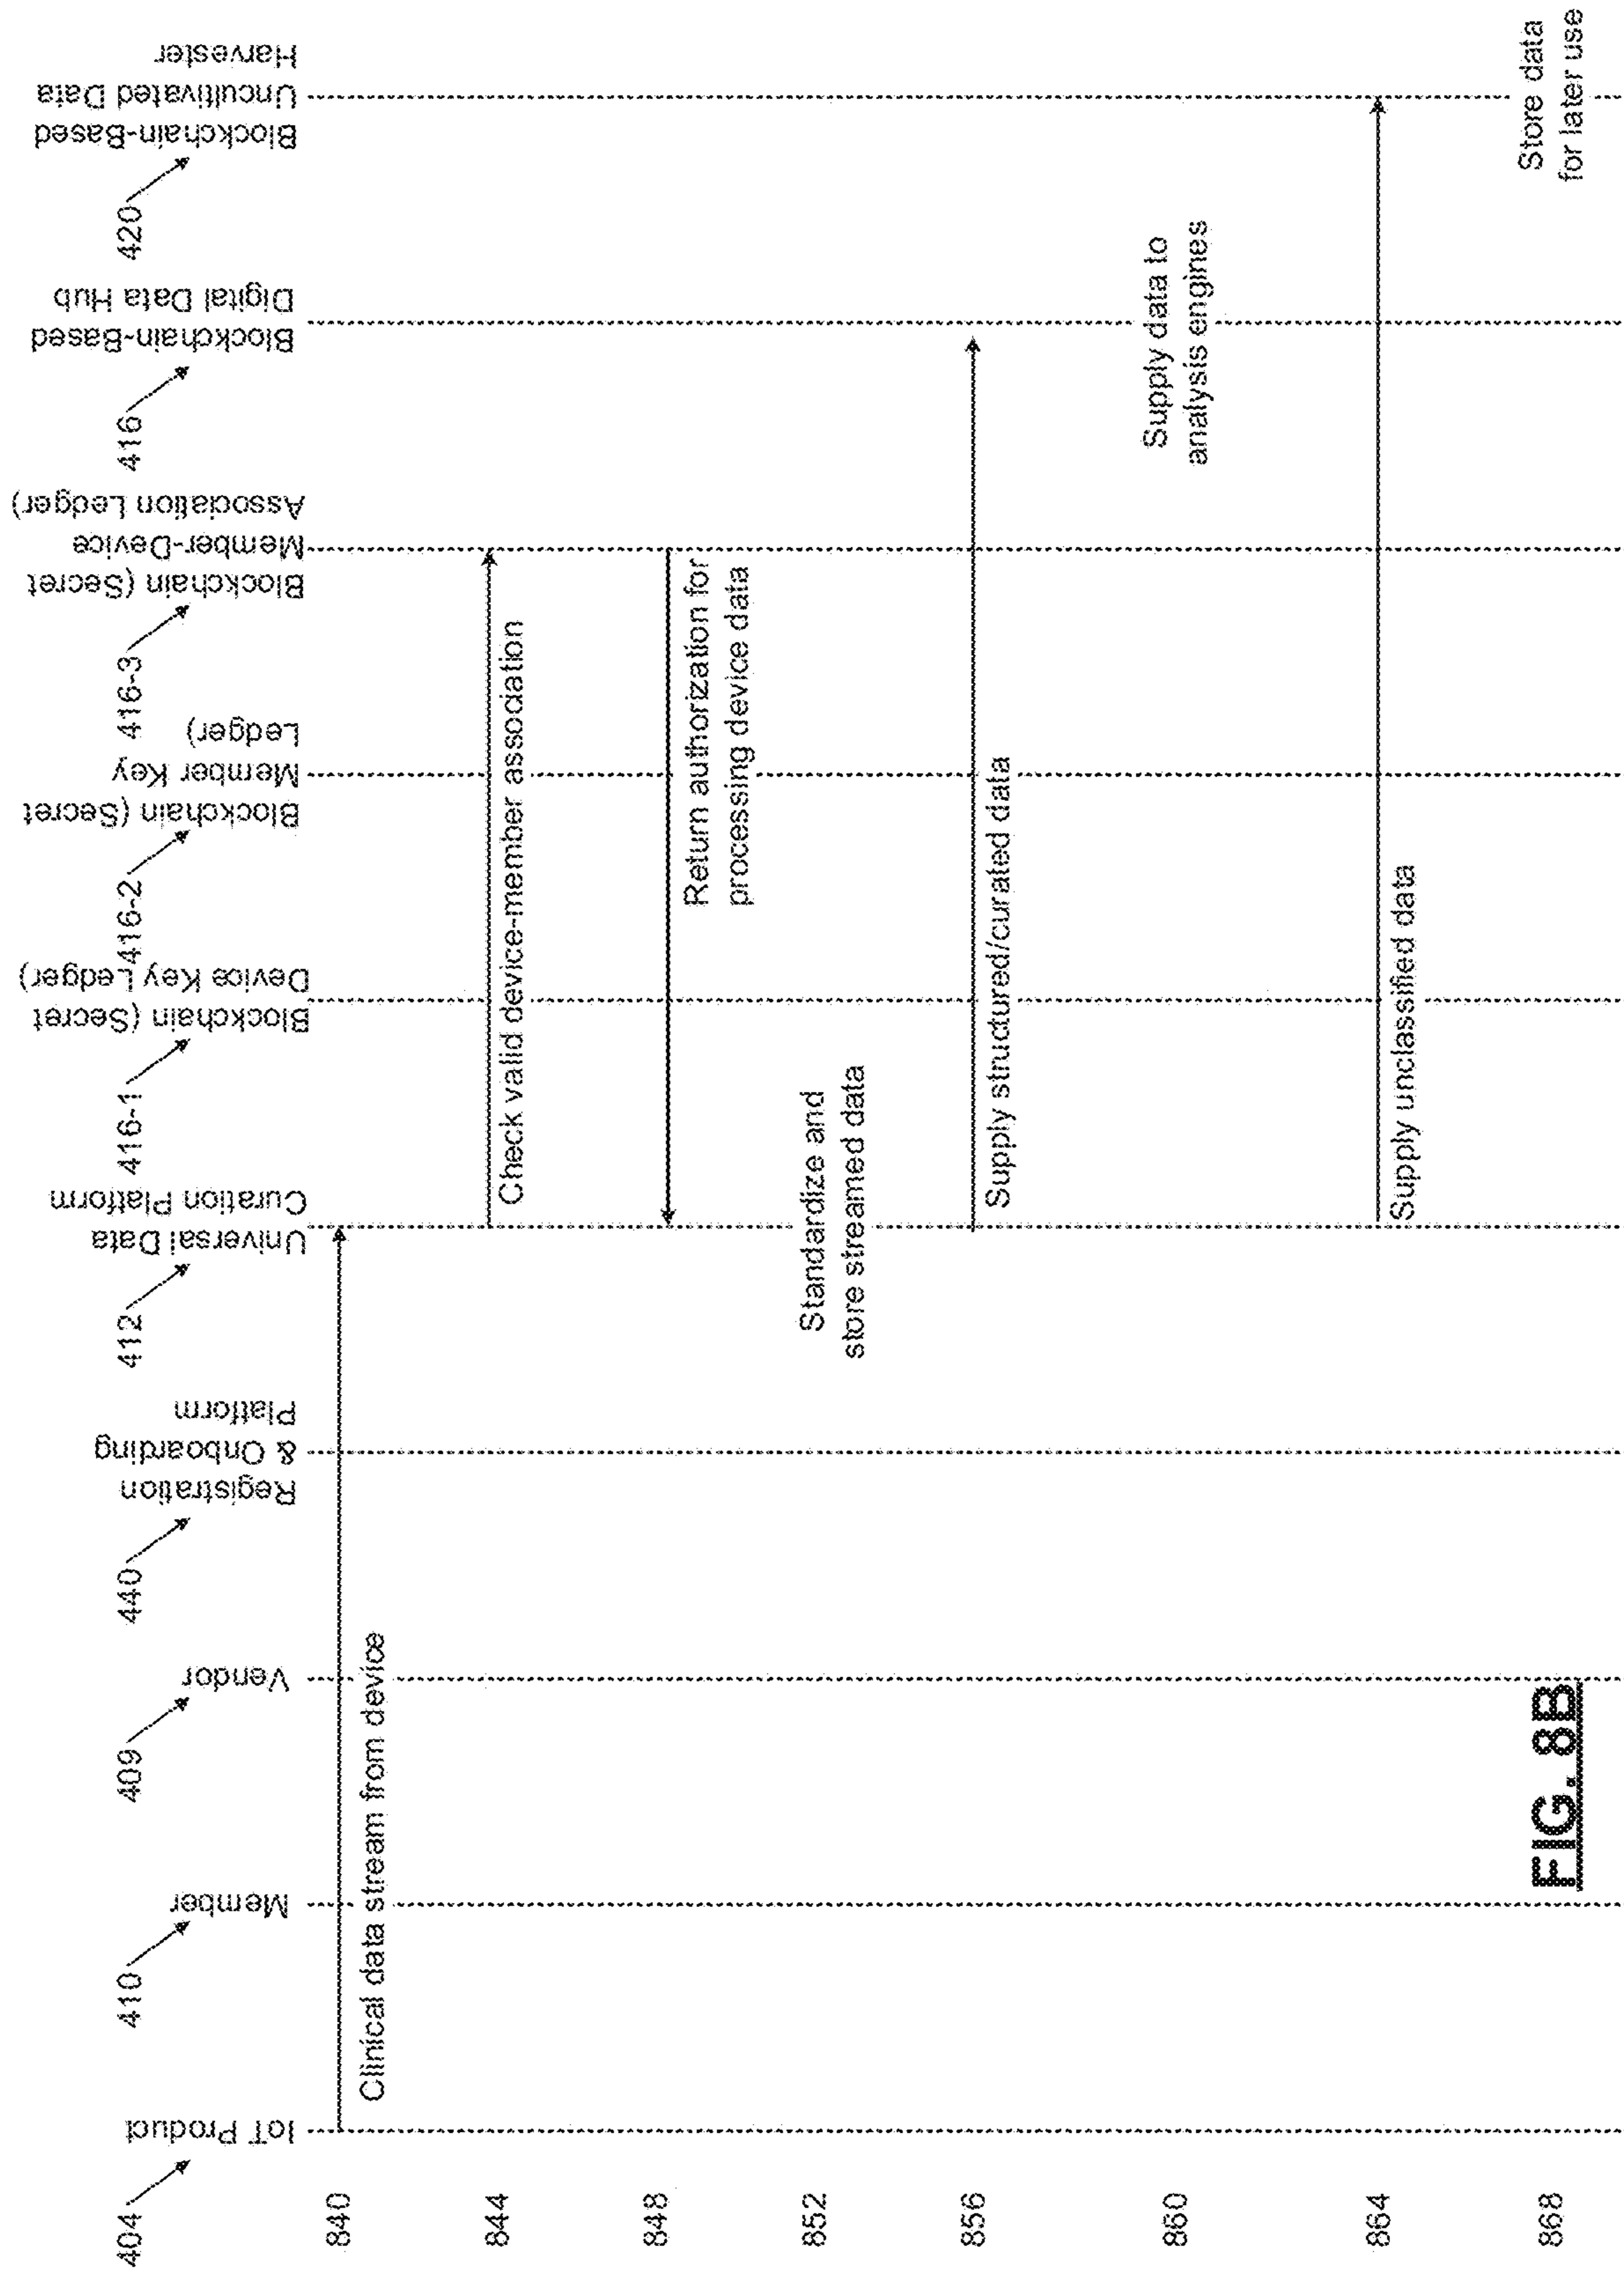 404
IoT Product
410
Member
409
Vendor
440
Registration
& Onboarding
Platform
412
Universal Data
Curation Platform
416-1
Blockchain (Secret
Device Key Ledger)
416-2
Blockchain (Secret
Member Key
Ledger)
416-3
Blockchain (Secret
Member-Device
Association Ledger)
416
Blockchain-Based
Digital Data Hub
420
Blockchain-Based
Uncultivated Data
Harvester
840
Clinical data stream from device
844
Check valid device-member association
848
Return authorization for
processing device data
852
Standardize and
store streamed data
856
Supply structured/curated data
860
Supply data to
analysis engines
864
Supply unclassified data
868
Store data
for later use
FIG. 8B